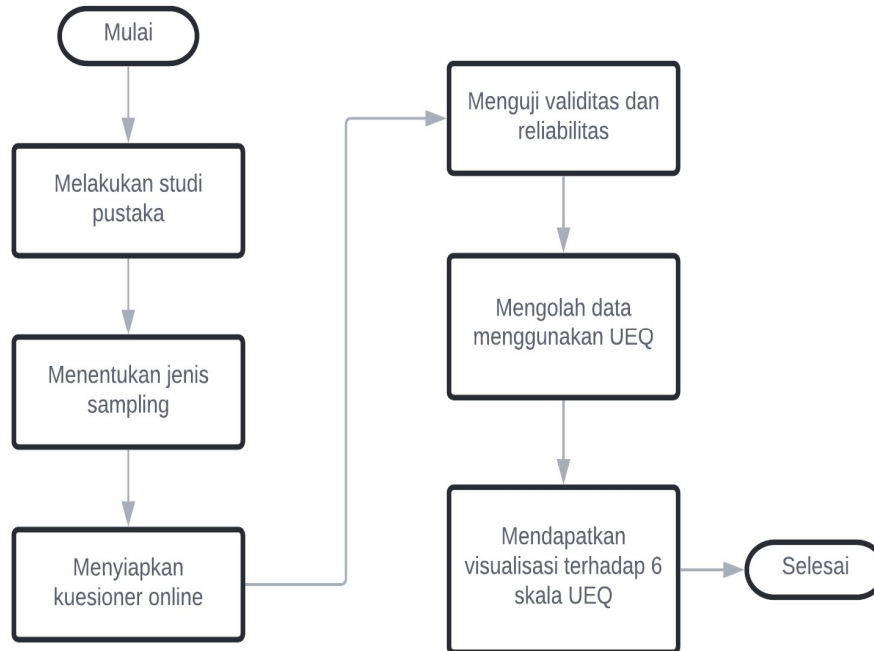 Mulai
Melakukan studi
pustaka
Menentukan jenis
sampling
Menyiapkan
kuesioner online
Menguji validitas dan
reliabilitas
Mengolah data
menggunakan UEQ
Mendapatkan
visualisasi terhadap 6
skala UEQ
Selesai